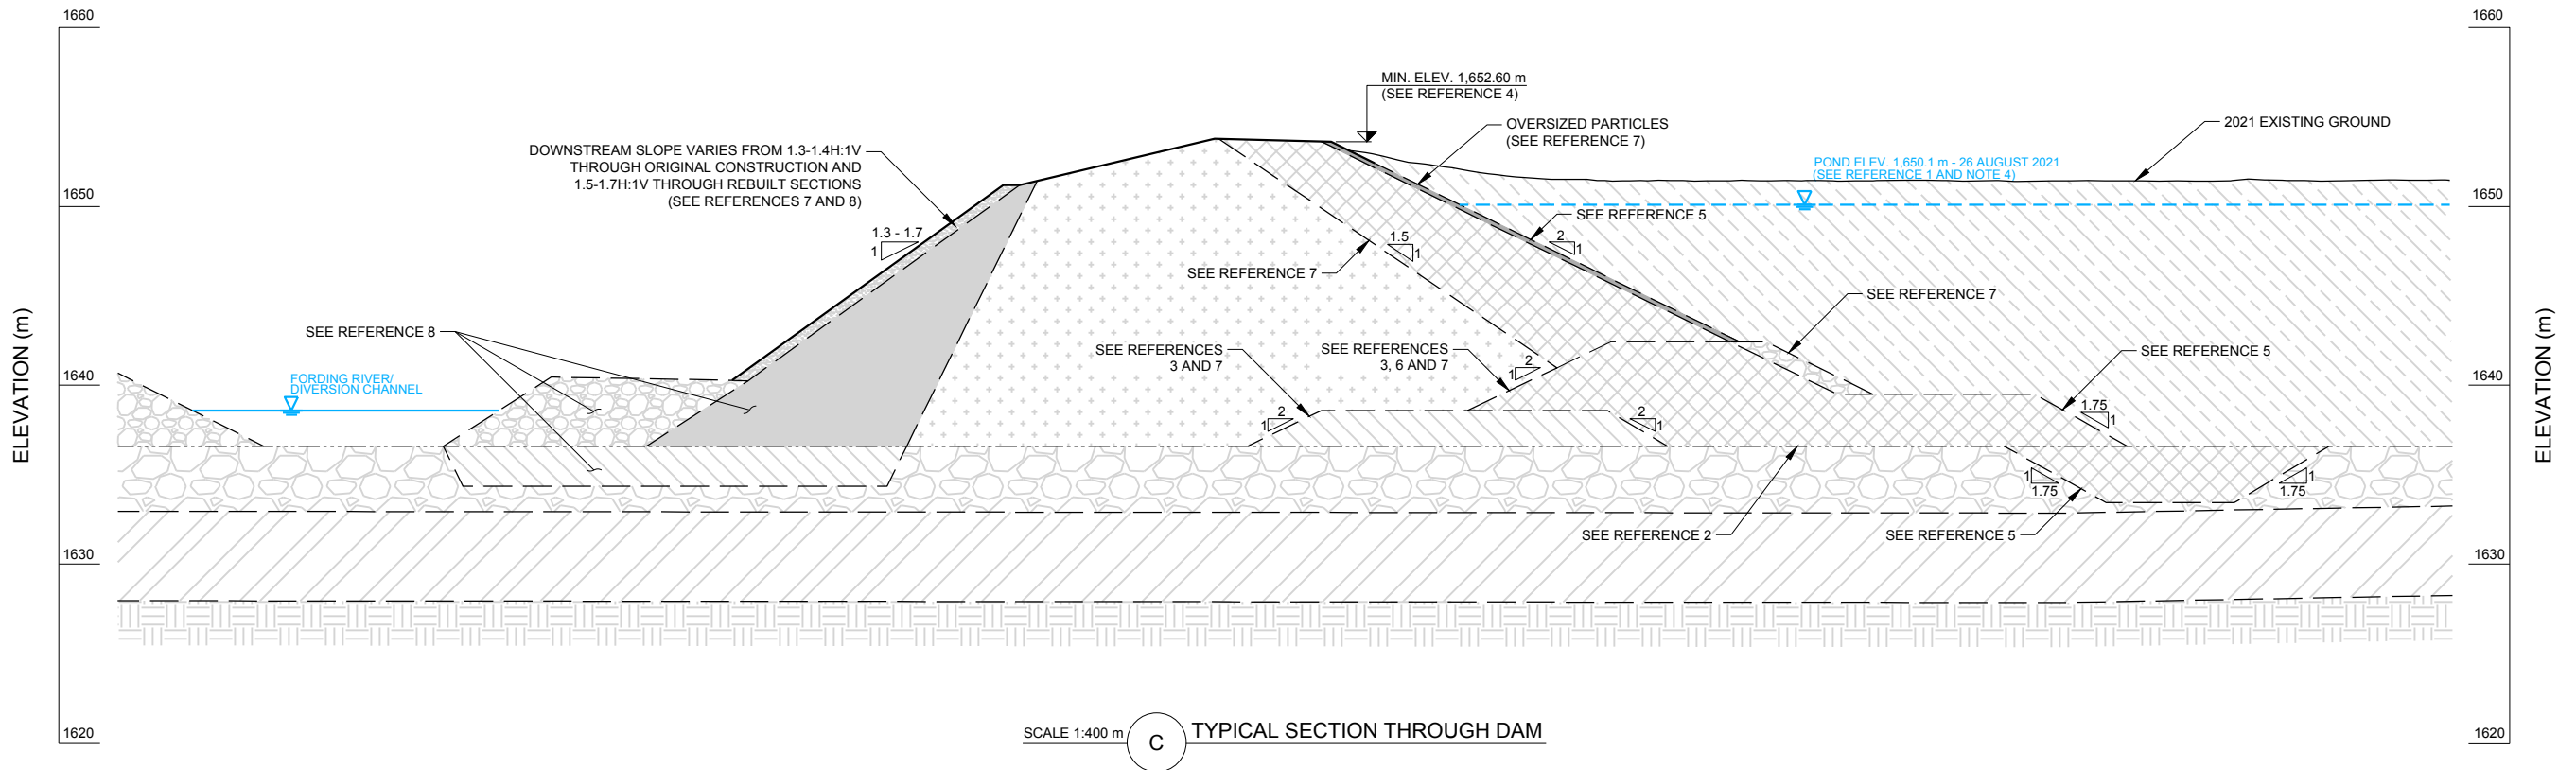 1660
1660
MIN. ELEV. 1,652.60 m
(SEE REFERENCE 4)
OVERSIZED PARTICLES
(SEE REFERENCE 7)
2021 EXISTING GROUND
DOWNSTREAM SLOPE VARIES FROM 1.3-1.4H:1V
THROUGH ORIGINAL CONSTRUCTION AND
1.5-1.7H:1V THROUGH REBUILT SECTIONS
(SEE REFERENCES 7 AND 8)
POND ELEV. 1,650.1 m - 26 AUGUST 2021
(SEE REFERENCE 1 AND NOTE 4)
1650
1650
SEE REFERENCE 5
1.3 - 1.7
1
1.5
1
2
1
SEE REFERENCE 7
SEE REFERENCE 7
ELEVATION (m)
ELEVATION (m)
SEE REFERENCE 8
SEE REFERENCES
3 AND 7
SEE REFERENCES
3, 6 AND 7
SEE REFERENCE 5
2
1
FORDING RIVER/
DIVERSION CHANNEL
1640
1640
2
1
2
1
1.75
1
1
1.75
1
1.75
SEE REFERENCE 2
SEE REFERENCE 5
1630
1630
1620
1620
SCALE 1:400 m
C
TYPICAL SECTION THROUGH DAM